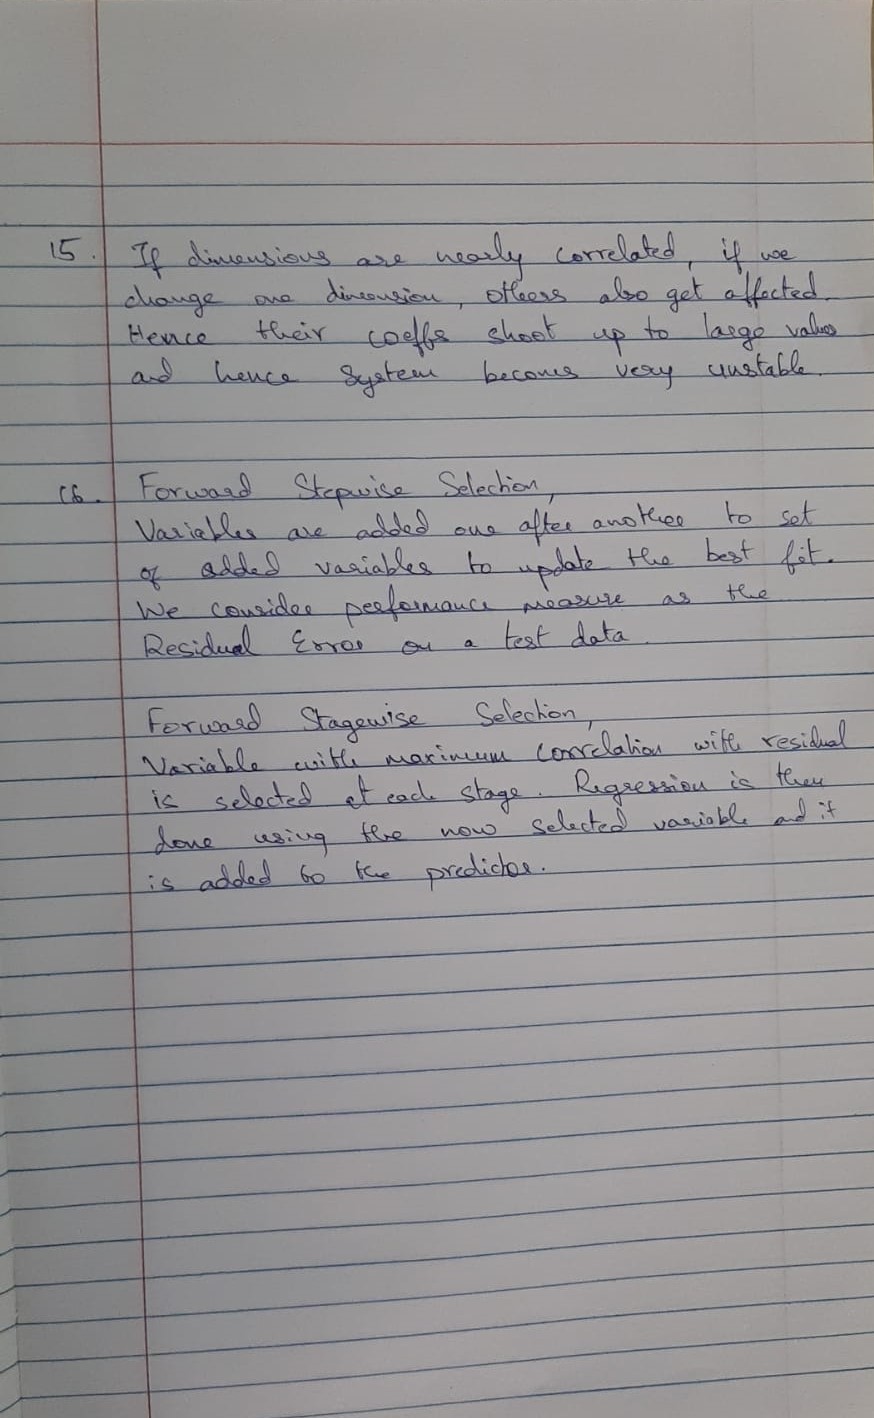 15. If dimensions are nearly correlated, if we
change one dimension, others also get affected.
Hence their coeffs shoot up to large values
and hence system becomes very unstable.
16. Forward Stepwise Selection,
Variables are added one after another to set
of added variables to update the best fit.
We consider performance measure as the
Residual Error on a test data
Forward Stagewise Selection,
Variable with maximum correlation with residual
is selected at each stage. Regression is then
done using the now selected variable and it
is added to the predictor.